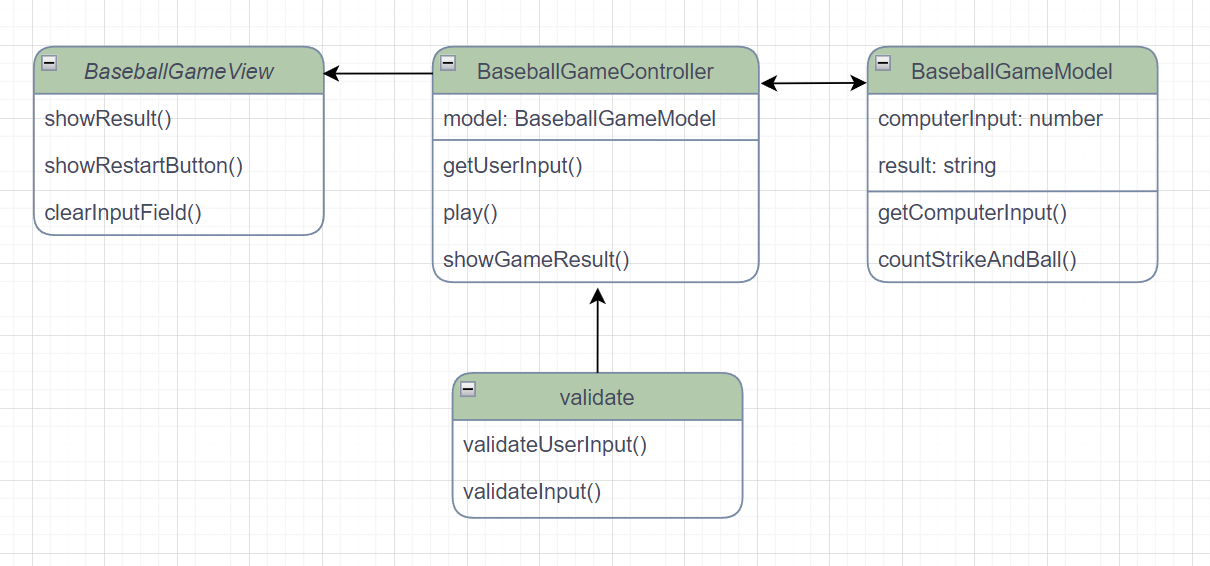 BaseballGameView
showResult()
showRestartButton()
clearInputField()
BaseballGameController
model: BaseballGameModel
getUserInput()
play()
showGameResult()
BaseballGameModel
computerInput: number
result: string
getComputerInput()
countStrikeAndBall()
validate
validateUserInput()
validateInput()